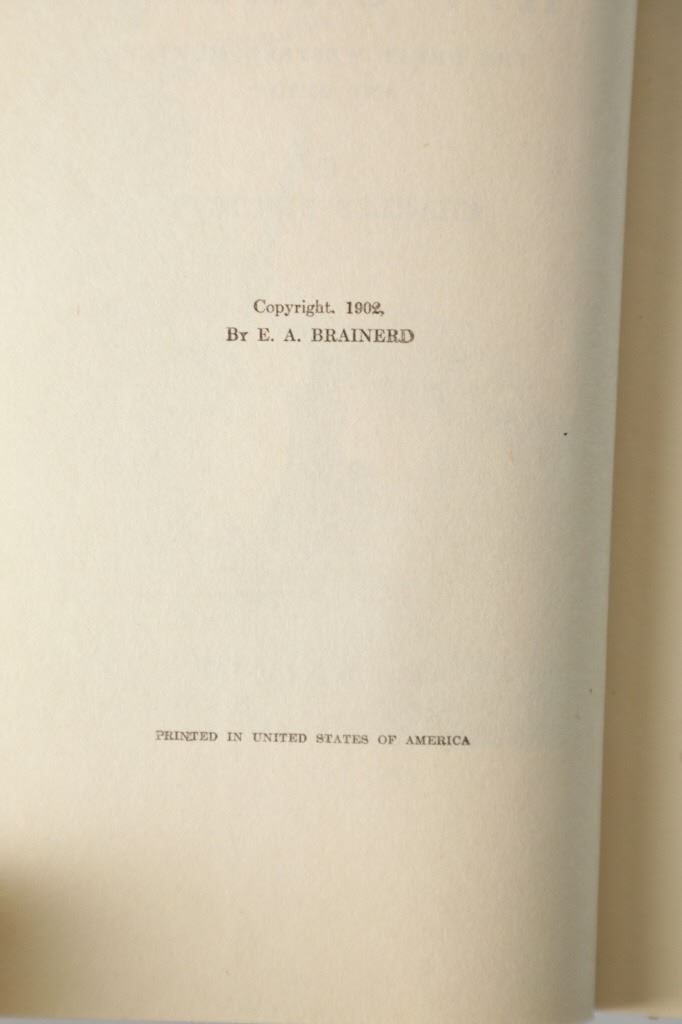 Copyright. 1902,
By E. A. BRAINERD
PRINTED IN UNITED STATES OF AMERICA